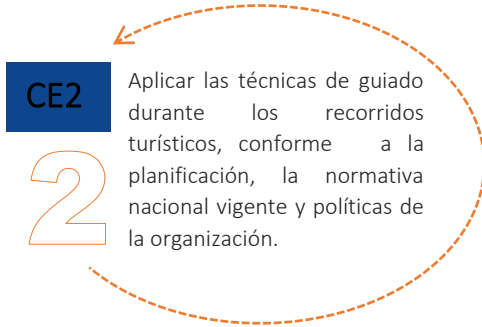 CE2
2
Aplicar las técnicas de guiado
durante los recorridos
turísticos, conforme a la
planificación, la normativa
nacional vigente y políticas de
la organización.